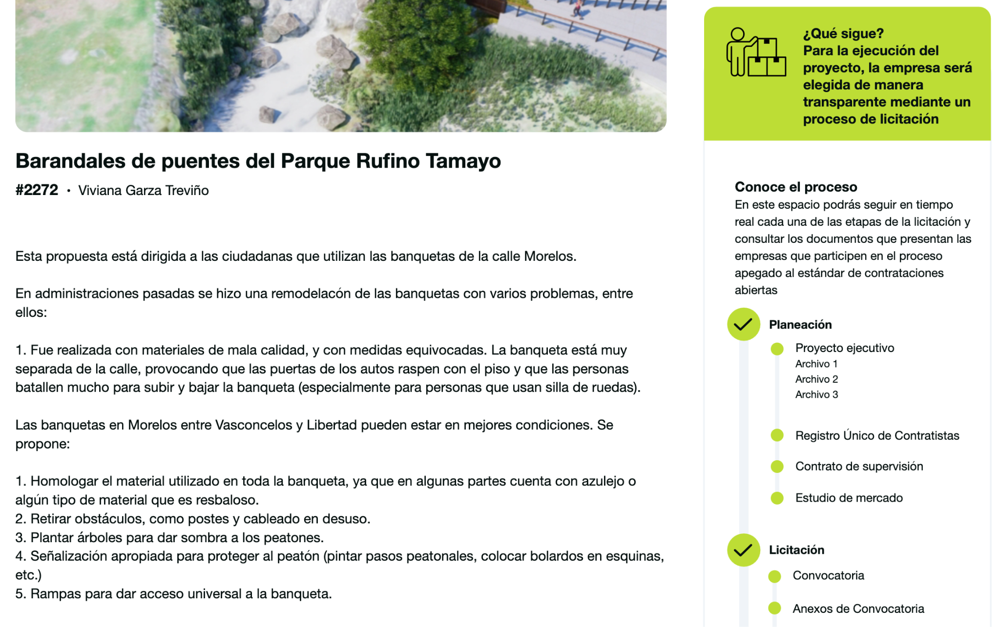 Barandales de puentes del Parque Rufino Tamayo
#2272 · Viviana Garza Treviño
Esta propuesta está dirigida a las ciudadanas que utilizan las banquetas de la calle Morelos.
En administraciones pasadas se hizo una remodelacón de las banquetas con varios problemas, entre
ellos:
1. Fue realizada con materiales de mala calidad, y con medidas equivocadas. La banqueta está muy
separada de la calle, provocando que las puertas de los autos raspen con el piso y que las personas
batallen mucho para subir y bajar la banqueta (especialmente para personas que usan silla de ruedas).
Las banquetas en Morelos entre Vasconcelos y Libertad pueden estar en mejores condiciones. Se
propone:
1. Homologar el material utilizado en toda la banqueta, ya que en algunas partes cuenta con azulejo o
algún tipo de material que es resbaloso.
2. Retirar obstáculos, como postes y cableado en desuso.
3. Plantar árboles para dar sombra a los peatones.
4. Señalización apropiada para proteger al peatón (pintar pasos peatonales, colocar bolardos en esquinas,
etc.)
5. Rampas para dar acceso universal a la banqueta.
¿Qué sigue?
Para la ejecución del
proyecto, la empresa será
elegida de manera
transparente mediante un
proceso de licitación
Conoce el proceso
En este espacio podrás seguir en tiempo
real cada una de las etapas de la licitación y
consultar los documentos que presentan las
empresas que participen en el proceso
apegado al estándar de contrataciones
abiertas
Planeación
Proyecto ejecutivo
Archivo 1
Archivo 2
Archivo 3
Registro Único de Contratistas
Contrato de supervisión
Estudio de mercado
Licitación
Convocatoria
Anexos de Convocatoria